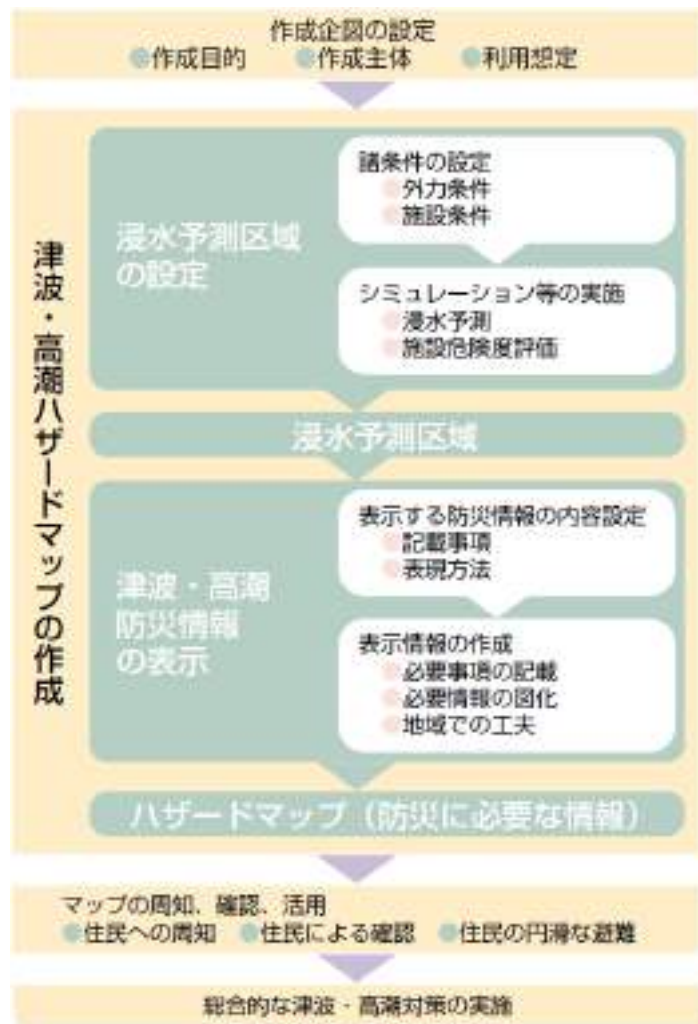 作成企図の設定
●作成目的 ●作成主体 ●利用想定
津波・高潮ハザードマップの作成
浸水予測区域
の設定
諸条件の設定
●外力条件
●施設条件
シミュレーション等の実施
●浸水予測
●施設危険度評価
浸水予測区域
津波・高潮
防災情報
の表示
表示する防災情報の内容設定
●記載事項
●表現方法
表示情報の作成
●必要事項の記載
●必要情報の図化
●地域での工夫
ハザードマップ（防災に必要な情報）
マップの周知、確認、活用
●住民への周知 ●住民による確認 ●住民の円滑な避難
総合的な津波・高潮対策の実施